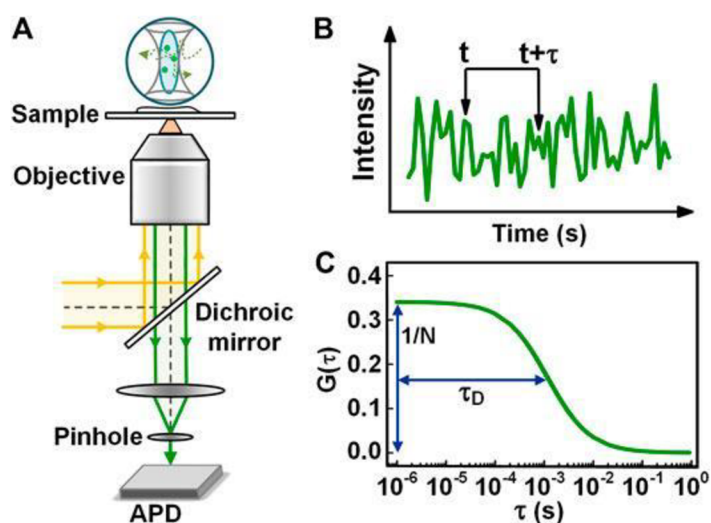 A
Sample
Objective
Dichroic
mirror
Pinhole
APD
B
t
t+τ
Intensity
Time (s)
C
0.4
0.3
0.2
0.1
0.0
G(τ)
1/N
τD
10⁻⁶ 10⁻⁵ 10⁻⁴ 10⁻³ 10⁻² 10⁻¹ 10⁰
τ (s)